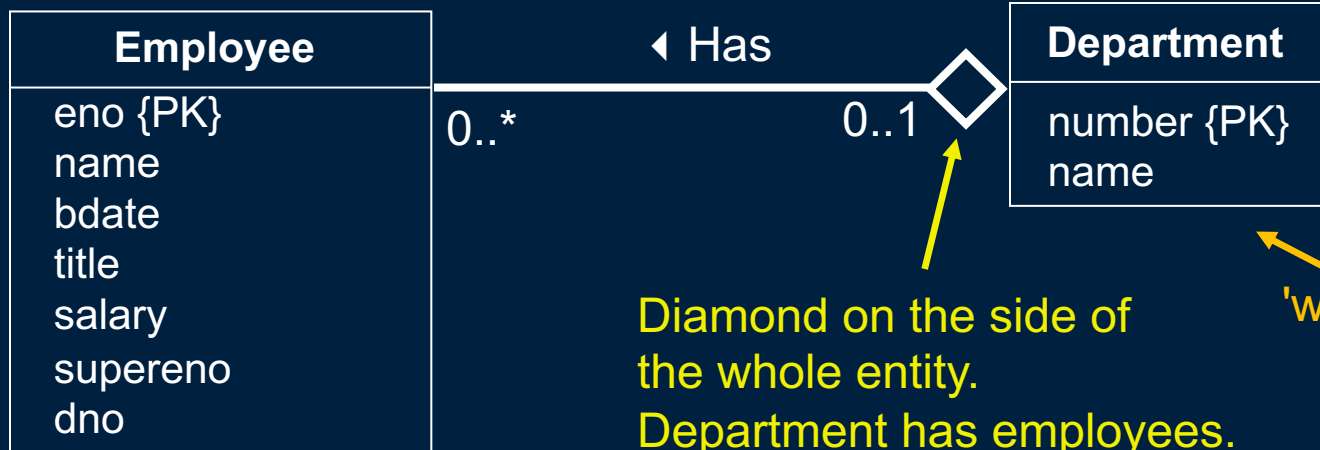 Employee
eno {PK}
name
bdate
title
salary
supereno
dno
◀ Has
0..*
0..1
Department
number {PK}
name
Diamond on the side of
the whole entity.
Department has employees.